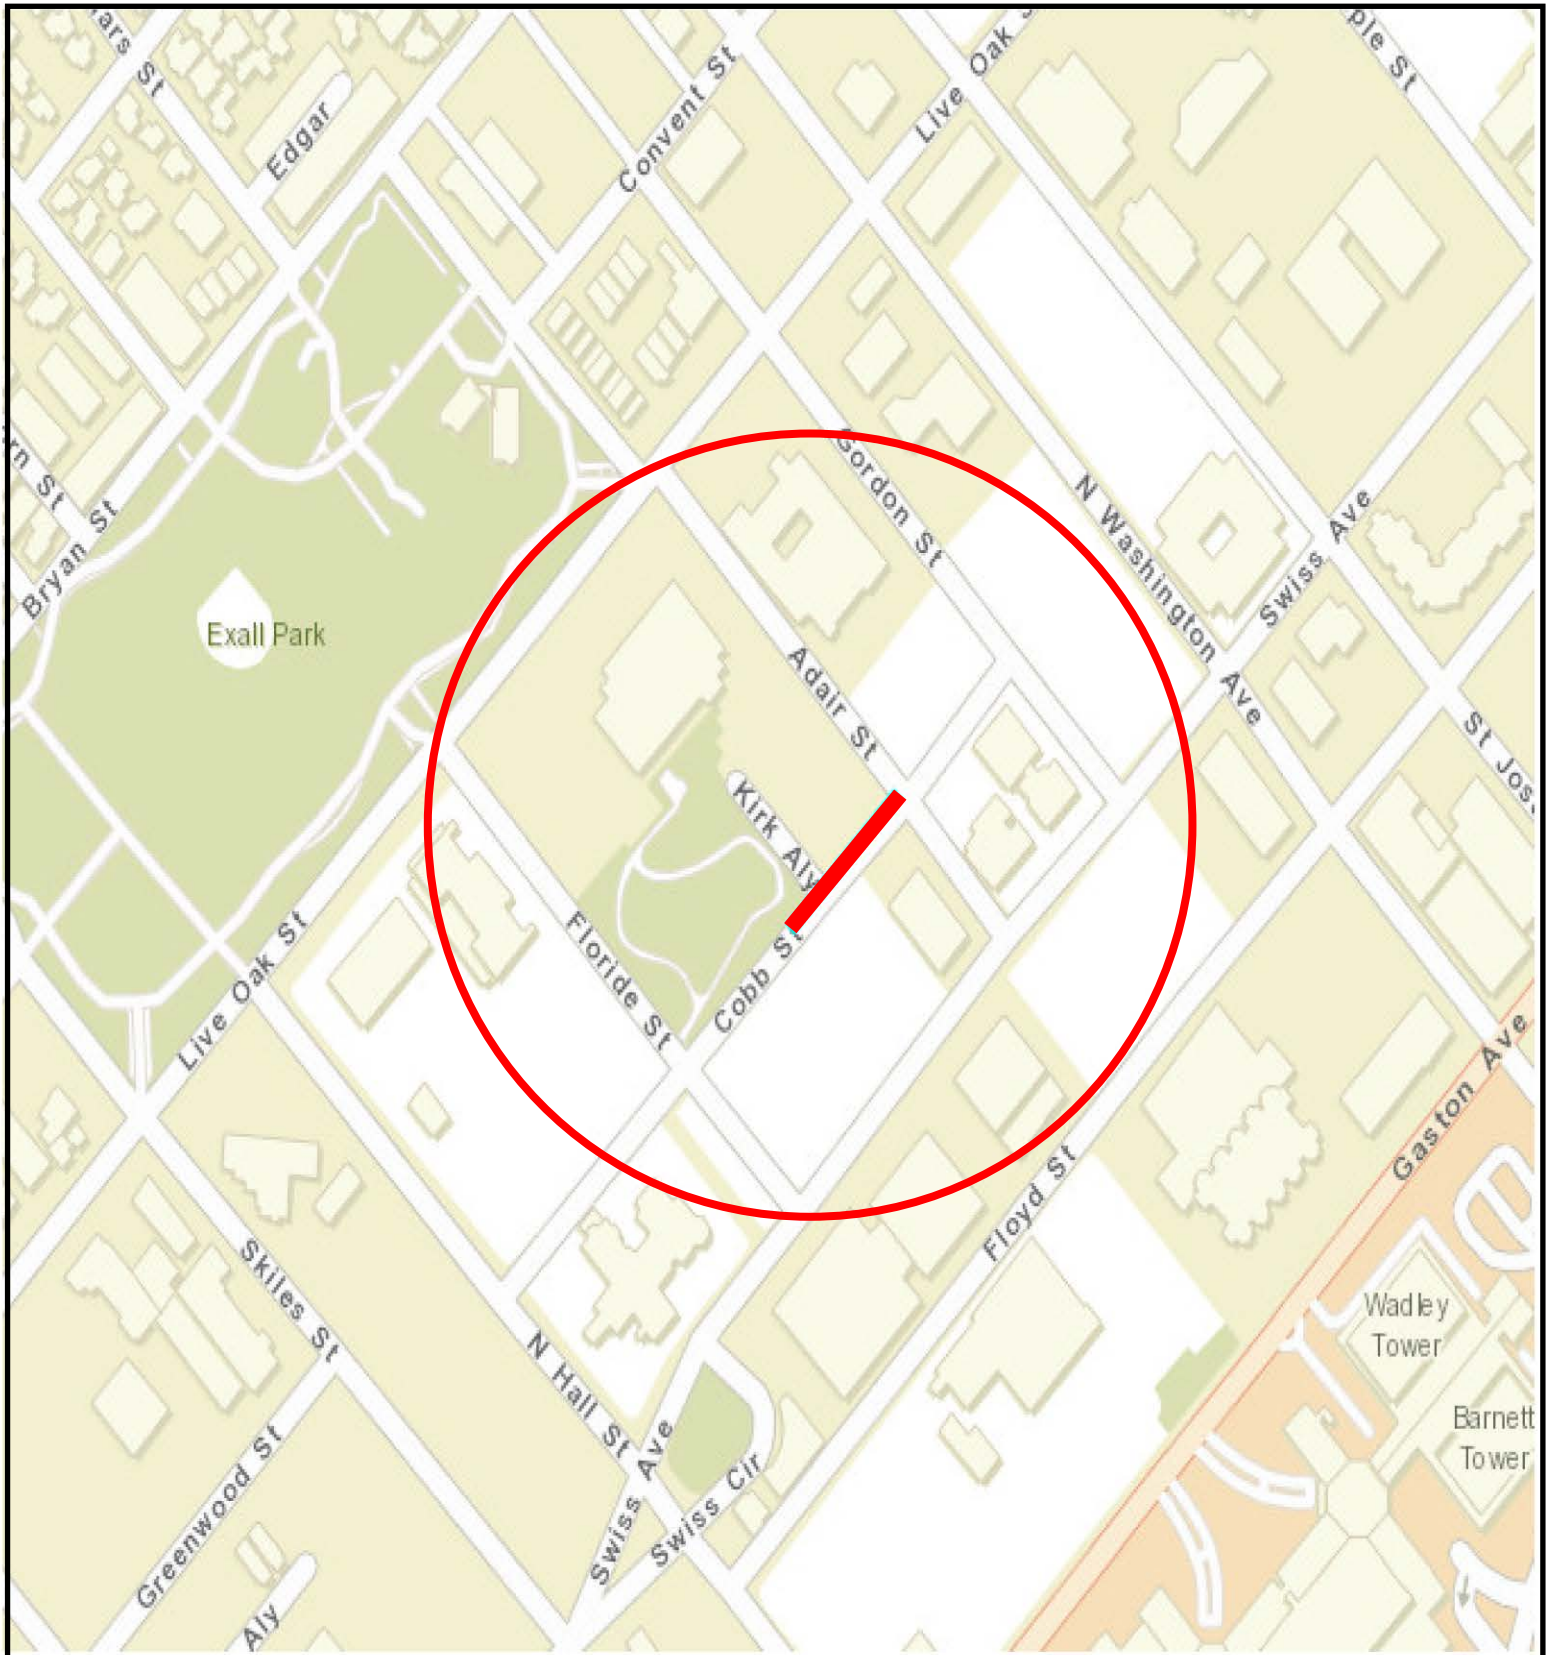 Edgar
Convent St
Live Oak
Bryan St
Exall Park
Gordon St
N Washington Ave
Swiss Ave
Adair St
Kirk Aly
St Jos
Floride St
Cobb St
Live Oak St
Gaston Ave
Floyd St
Skiles St
Wadley
Tower
N Hall St
Barnett
Tower
Swiss Ave
Swiss Cir
Greenwood St
Aly